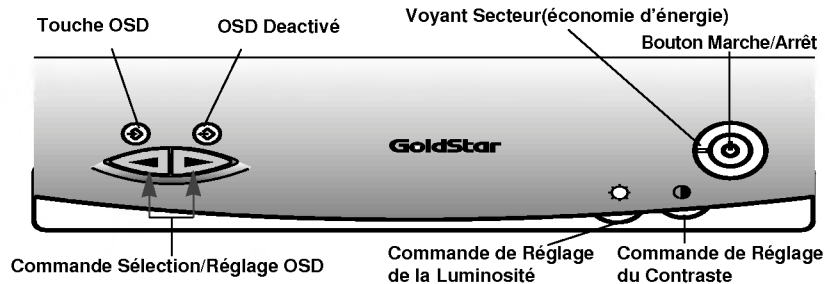 Voyant Secteur(économie d'énergie)
Touche OSD
OSD Deactivé
Bouton Marche/Arrêt
GoldStar
Commande Sélection/Réglage OSD
Commande de Réglage
de la Luminosité
Commande de Réglage
du Contraste